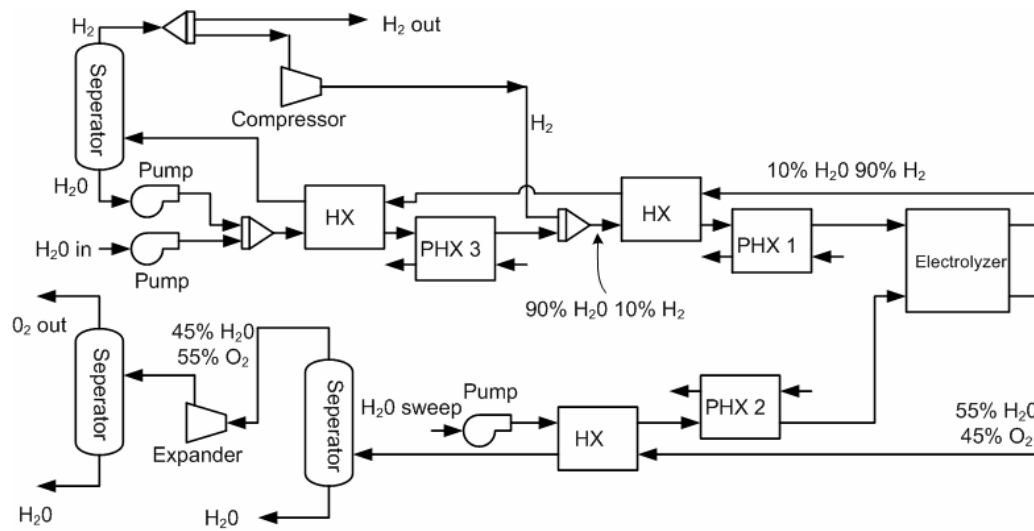 H₂
H₂ out
Seperator
Compressor
H₂
Pump
H₂0
10% H₂0 90% H₂
HX
HX
PHX 3
PHX 1
H₂0 in
Pump
Electrolyzer
90% H₂0 10% H₂
0₂ out
45% H₂0
55% O₂
Seperator
Seperator
Pump
H₂0 sweep
PHX 2
HX
55% H₂0
45% O₂
Expander
H₂0
H₂0